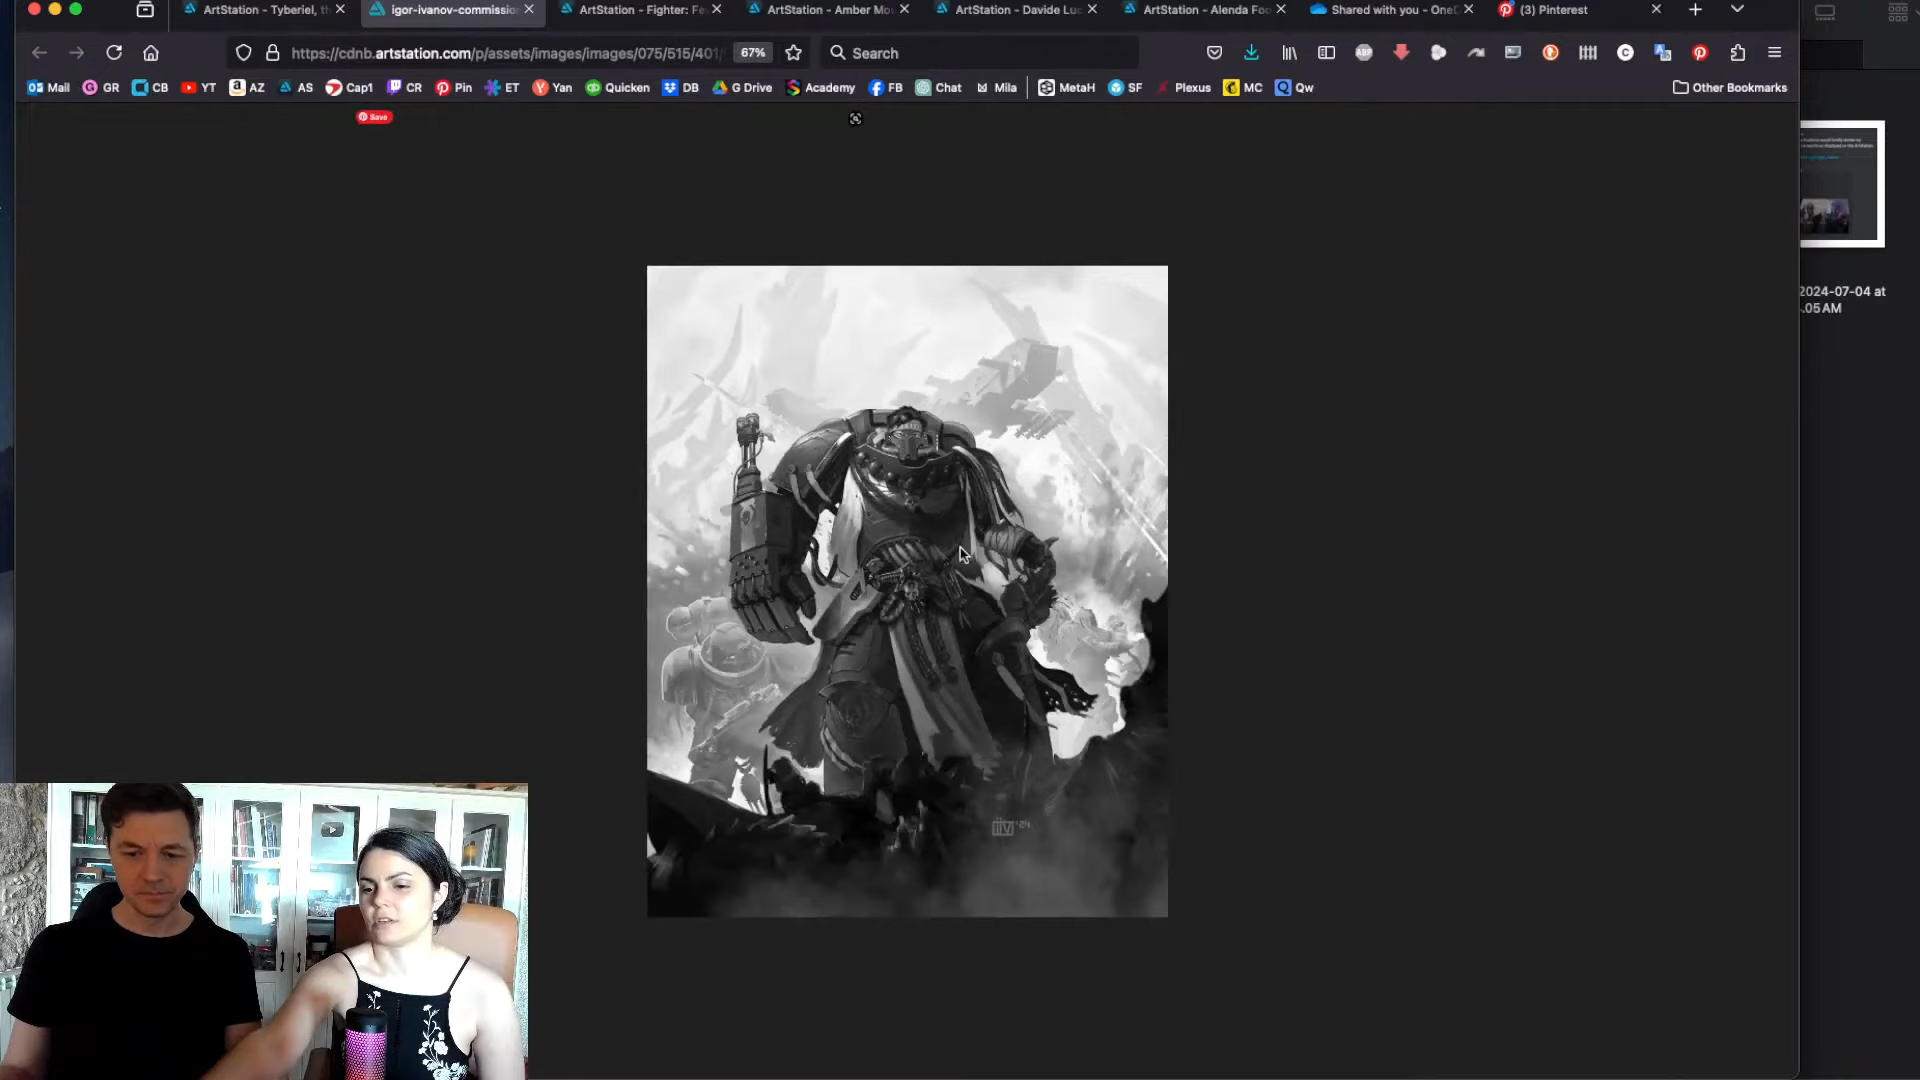 ArtStation - Tyberiel, th
igor-ivanov-commissio
ArtStation - Fighter: Fe
ArtStation - Amber Mo
ArtStation - Davide Luc
ArtStation - Alenda Foo
Shared with you - OneD
(3) Pinterest
https://cdnb.artstation.com/p/assets/images/images/075/515/401/
67%
Search
Mail GR CB YT AZ AS Cap1 CR Pin ET Yan Quicken DB G Drive Academy FB Chat Mila MetaH SF Plexus MC Qw Other Bookmarks
Save
2024-07-04 at
.05 AM
'24